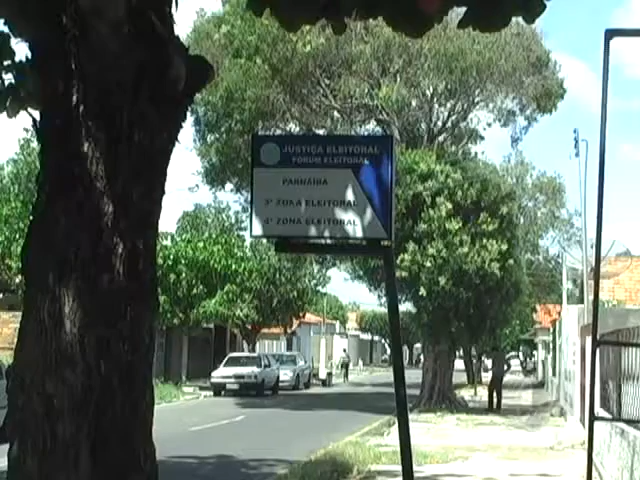 JUSTIÇA ELEITORAL
FÓRUM ELEITORAL
PARNAÍBA
3ª ZONA ELEITORAL
4ª ZONA ELEITORAL